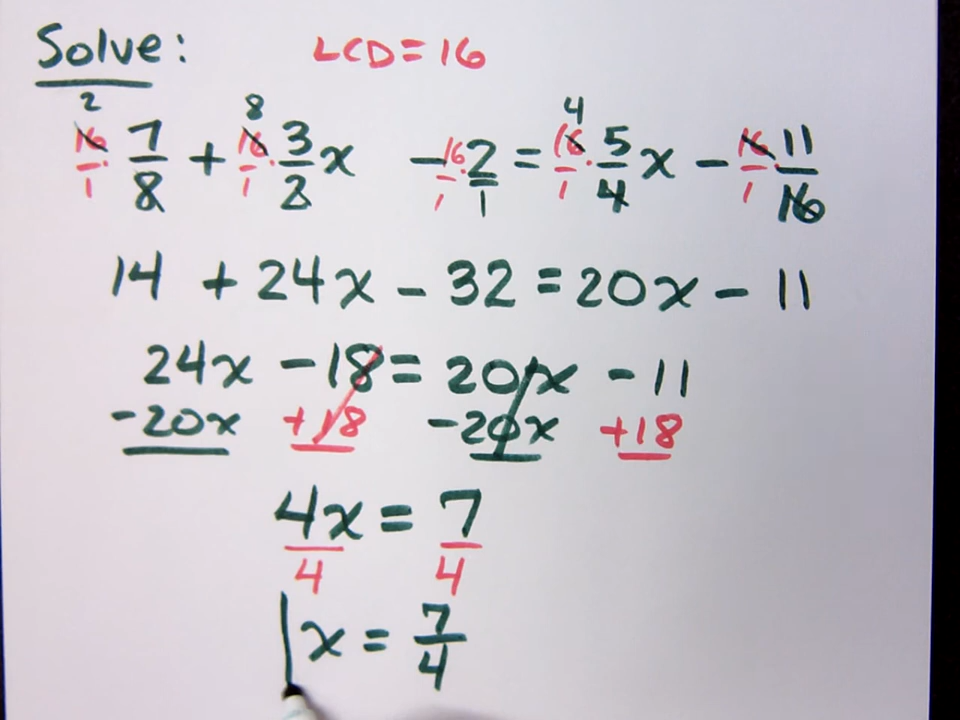 Solve: LCD = 16
2 8 4
16/1 · 7/8 + 16/1 · 3/2 x - 16/1 · 2/1 = 16/1 · 5/4 x - 16/1 · 11/16
14 + 24x - 32 = 20x - 11
24x - 18 = 20x - 11
-20x +18 -20x +18
4x = 7
4 4
x = 7/4